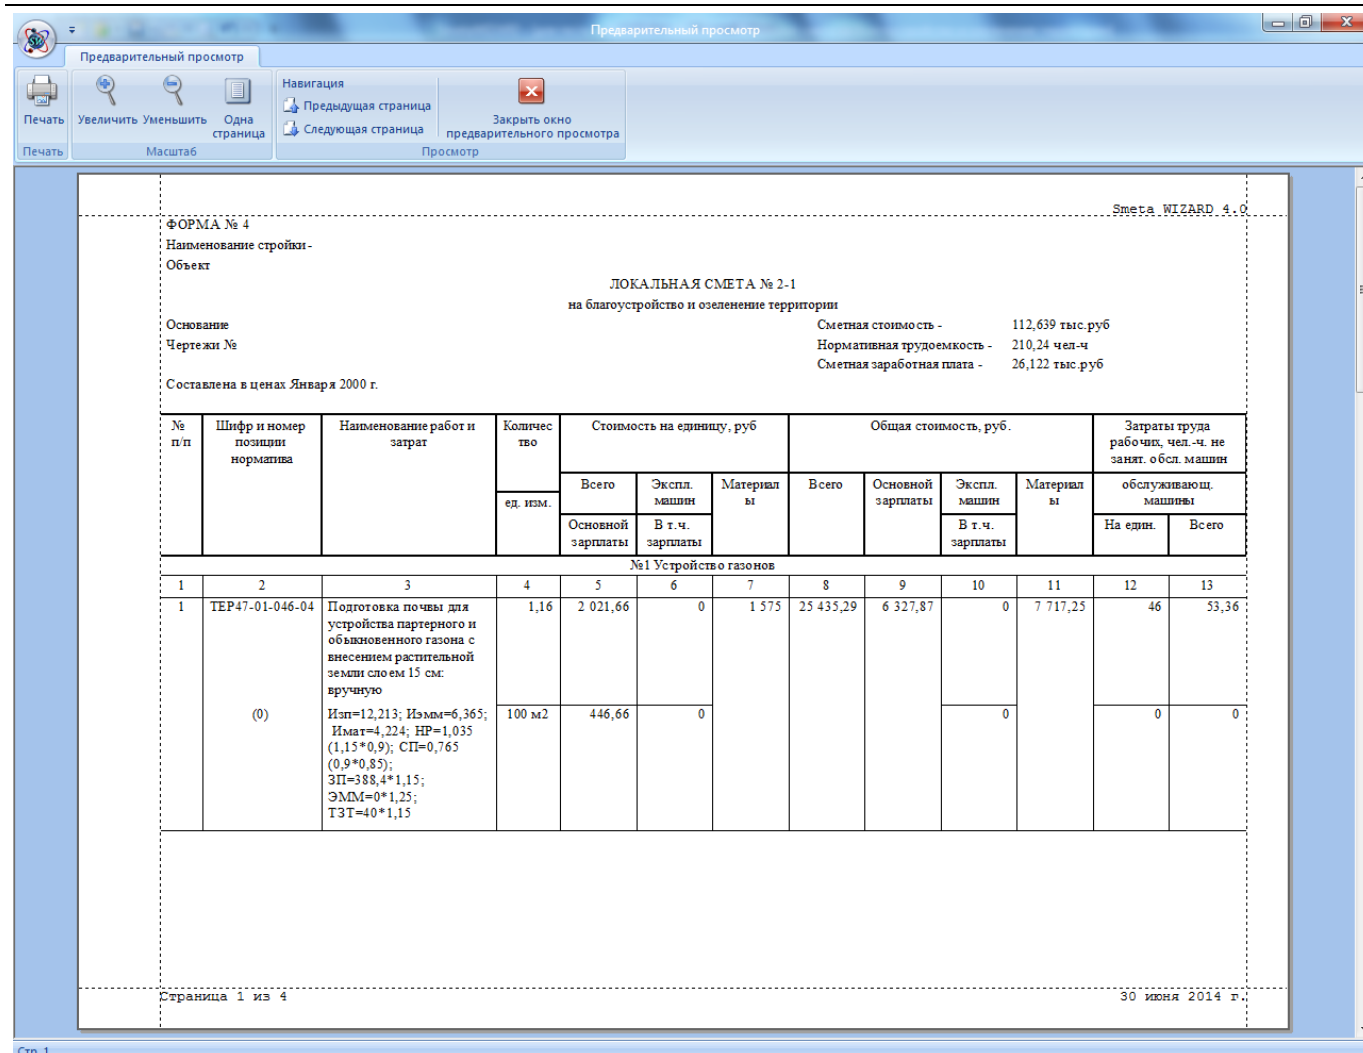 Предварительный просмотр
Предварительный просмотр
Печать
Увеличить
Уменьшить
Одна
страница
Навигация
Предыдущая страница
Следующая страница
Закрыть окно
предварительного просмотра
Печать
Масштаб
Просмотр
Smeta WIZARD 4.0
ФОРМА № 4
Наименование стройки -
Объект
ЛОКАЛЬНАЯ СМЕТА № 2-1
на благоустройство и озеленение территории
Основание
Сметная стоимость - 112,639 тыс.руб
Чертежи №
Нормативная трудоемкость - 210,24 чел-ч
Сметная заработная плата - 26,122 тыс.руб
Составлена в ценах Января 2000 г.
№
п/п
Шифр и номер
позиции
норматива
Наименование работ и
затрат
Количес
тво
ед. изм.
Стоимость на единицу, руб
Всего
Основной
зарплаты
Экспл.
машин
В т.ч.
зарплаты
Материал
ы
Общая стоимость, руб.
Всего
Основной
зарплаты
Экспл.
машин
В т.ч.
зарплаты
Материал
ы
Затраты труда
рабочих, чел.-ч. не
занят. обсл. машин
обслуживающ.
машины
На един.
Всего
№1 Устройство газонов
1 2 3 4 5 6 7 8 9 10 11 12 13
1 ТЕР47-01-046-04 Подготовка почвы для 1,16 2 021,66 0 1 575 25 435,29 6 327,87 0 7 717,25 46 53,36
устройства партерного и
обыкновенного газона с
внесением растительной
земли слоем 15 см:
вручную
(0) Изп=12,213; Иэмм=6,365; 100 м2 446,66 0 0 0 0
Имат=4,224; НР=1,035
(1,15*0,9); СП=0,765
(0,9*0,85);
ЗП=388,4*1,15;
ЭММ=0*1,25;
ТЗТ=40*1,15
Страница 1 из 4
30 июня 2014 г.
Стр. 1